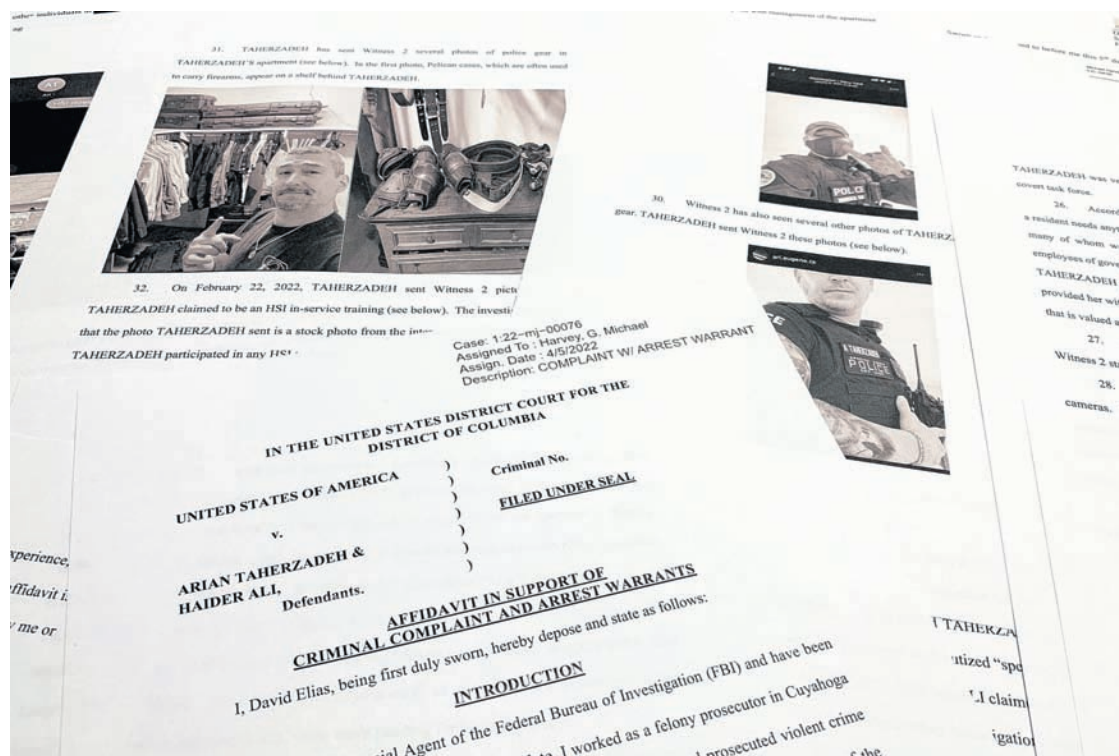 31. TAHERZADEH has sent Witness 2 several photos of police gear in
TAHERZADEH'S apartment (see below). In the first photo, Pelican cases, which are often used
to carry firearms, appear on a shelf behind TAHERZADEH.
32. On February 22, 2022, TAHERZADEH sent Witness 2
TAHERZADEH claimed to be an HSI in-service training (see below). The
that the photo TAHERZADEH sent is a stock photo from the
TAHERZADEH participated in any
POLICE
30. Witness 2 has also seen several other photos of
gear. TAHERZADEH sent Witness 2 these photos (see below).
A TAHERZADEH
POLICE
TAHERZADEH was
covert task force.
26.
a resident needs
many of whom
employees of
TAHERZADEH
provided her
that is valued
27.
Witness 2
28.
cameras.
Case: 1:22-mj-00076
Assigned To : Harvey, G. Michael
Assign. Date : 4/5/2022
Description: COMPLAINT W/ ARREST WARRANT
IN THE UNITED STATES DISTRICT COURT FOR THE
DISTRICT OF COLUMBIA
UNITED STATES OF AMERICA
v.
ARIAN TAHERZADEH &
HAIDER ALI,
Defendants.
)
)
)
)
)
)
Criminal No.
FILED UNDER SEAL
AFFIDAVIT IN SUPPORT OF
CRIMINAL COMPLAINT AND ARREST WARRANTS
I, David Elias, being first duly sworn, hereby depose and state as follows:
INTRODUCTION
Agent of the Federal Bureau of Investigation (FBI) and have been
I worked as a felony prosecutor in Cuyahoga
prosecuted violent crime
of the
me or